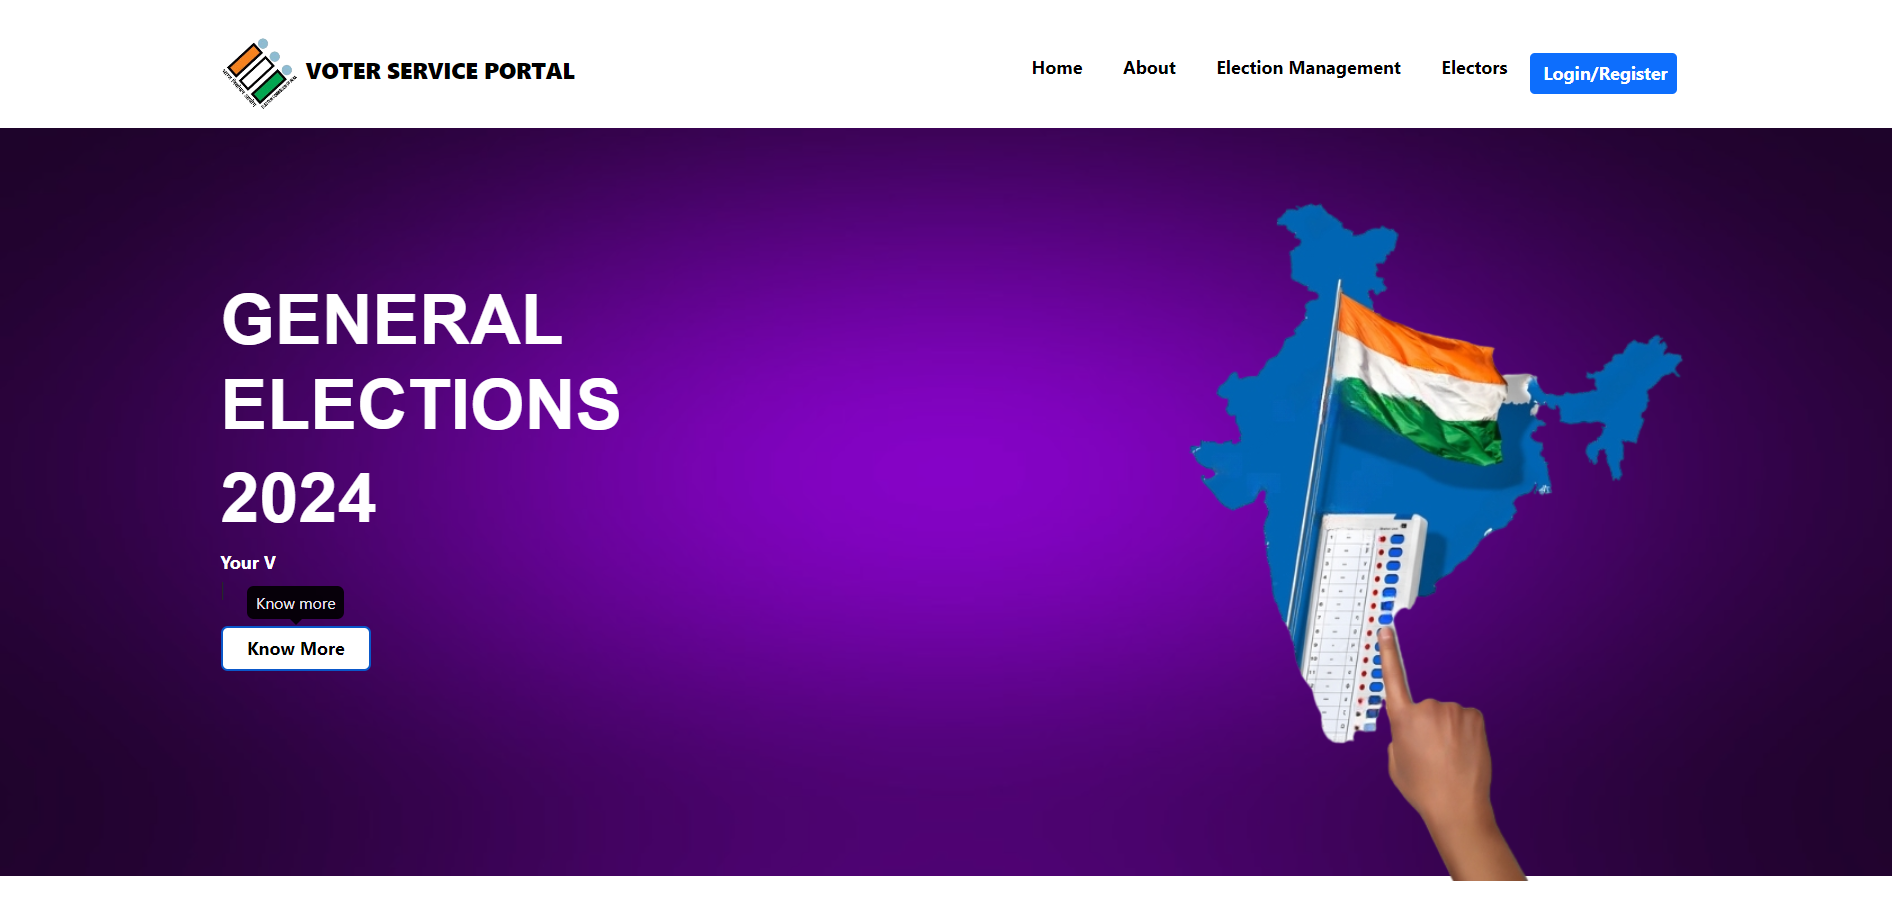 VOTER SERVICE PORTAL
Home
About
Election Management
Electors
Login/Register
GENERAL
ELECTIONS
2024
Your V
Know more
Know More